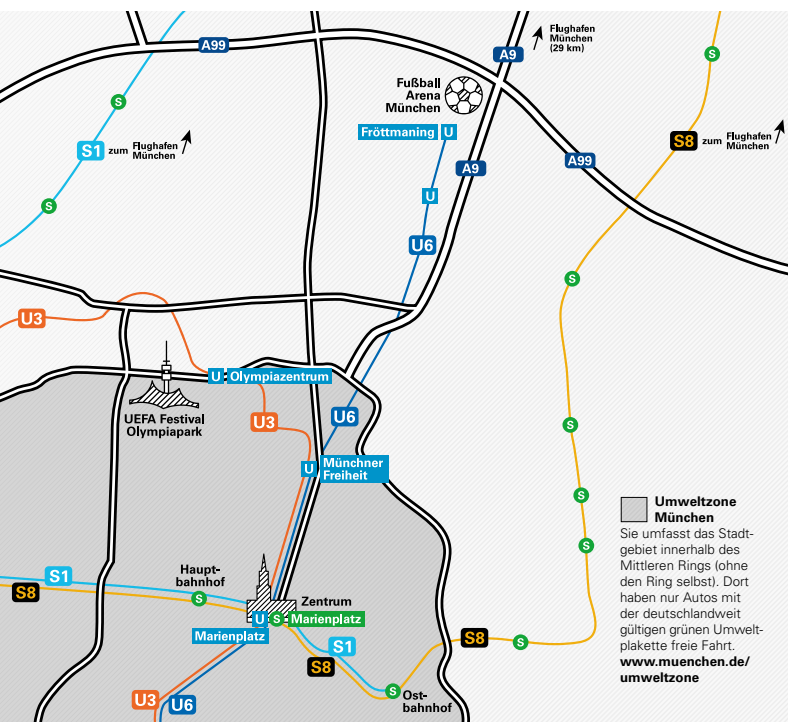 A99
A9
Flughafen
München
(29 km)
Fußball
Arena
München
S
S
Fröttmaning U
S1 zum Flughafen
München
S8 zum Flughafen
München
A9
A99
U
S
U6
S
U3
U Olympiazentrum
UEFA Festival
Olympiapark
U3
U6
S
U Münchner
Freiheit
S
Umweltzone
München
Sie umfasst das Stadt-
gebiet innerhalb des
Mittleren Rings (ohne
den Ring selbst). Dort
haben nur Autos mit
der deutschlandweit
gültigen grünen Umwelt-
plakette freie Fahrt.
www.muenchen.de/
umweltzone
S
Haupt-
bahnhof
S1
S8
S
Zentrum
U S Marienplatz
Marienplatz
S1
S8
S8
S
S Ost-
bahnhof
U3
U6